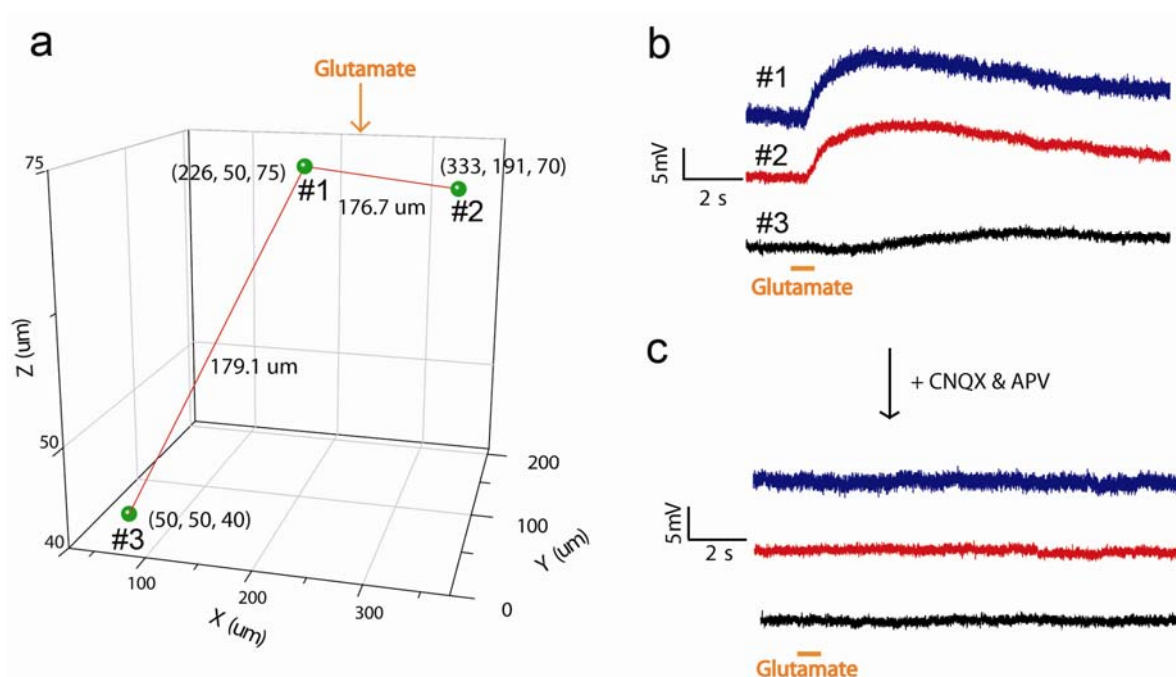 a
Glutamate
75
(226, 50, 75)
#1
(333, 191, 70)
#2
176.7 um
Z (um)
179.1 um
50
(50, 50, 40)
#3
40
100
200
300
X (um)
0
100
200
Y (um)
b
#1
#2
5mV
2 s
#3
Glutamate
c
+ CNQX & APV
5mV
2 s
Glutamate